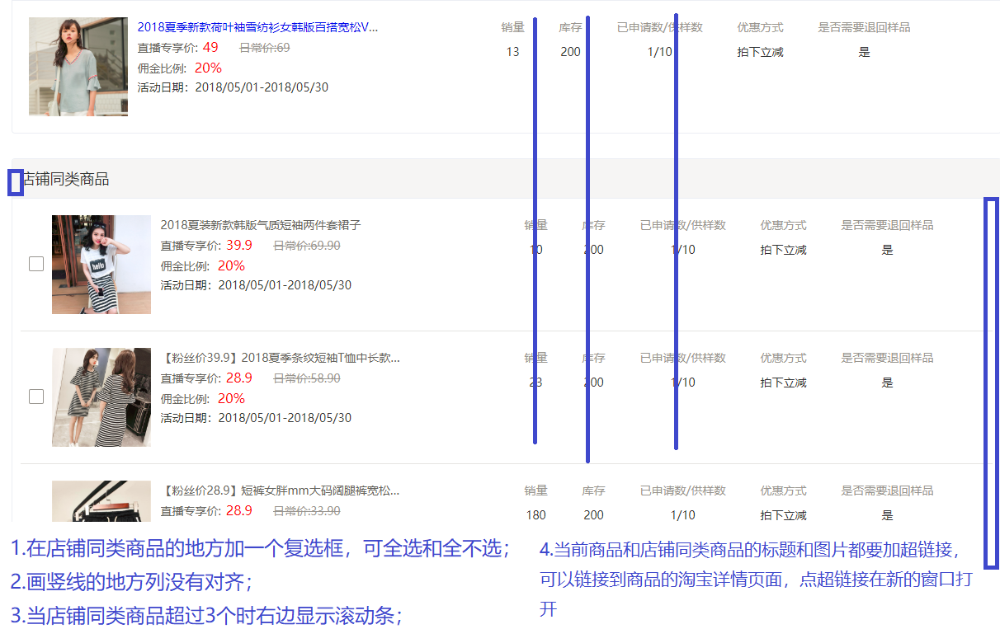 2018夏季新款荷叶袖雪纺衫女韩版百搭宽松V... 销量 库存 已申请数/供样数 优惠方式 是否需要退回样品
直播专享价: 49 日常价:69 13 200 1/10 拍下立减 是
佣金比例: 20%
活动日期: 2018/05/01-2018/05/30
店铺同类商品
2018夏装新款韩版气质短袖两件套裙子 销量 库存 已申请数/供样数 优惠方式 是否需要退回样品
直播专享价: 39.9 日常价:69.90 10 200 1/10 拍下立减 是
佣金比例: 20%
活动日期: 2018/05/01-2018/05/30
hello
【粉丝价39.9】2018夏季条纹短袖T恤中长款... 销量 库存 已申请数/供样数 优惠方式 是否需要退回样品
直播专享价: 28.9 日常价:58.90 23 200 1/10 拍下立减 是
佣金比例: 20%
活动日期: 2018/05/01-2018/05/30
【粉丝价28.9】短裤女胖mm大码阔腿裤宽松... 销量 库存 已申请数/供样数 优惠方式 是否需要退回样品
直播专享价: 28.9 日常价:33.90 180 200 1/10 拍下立减 是
1.在店铺同类商品的地方加一个复选框，可全选和全不选；
2.画竖线的地方列没有对齐；
3.当店铺同类商品超过3个时右边显示滚动条；
4.当前商品和店铺同类商品的标题和图片都要加超链接，
可以链接到商品的淘宝详情页面，点超链接在新的窗口打
开